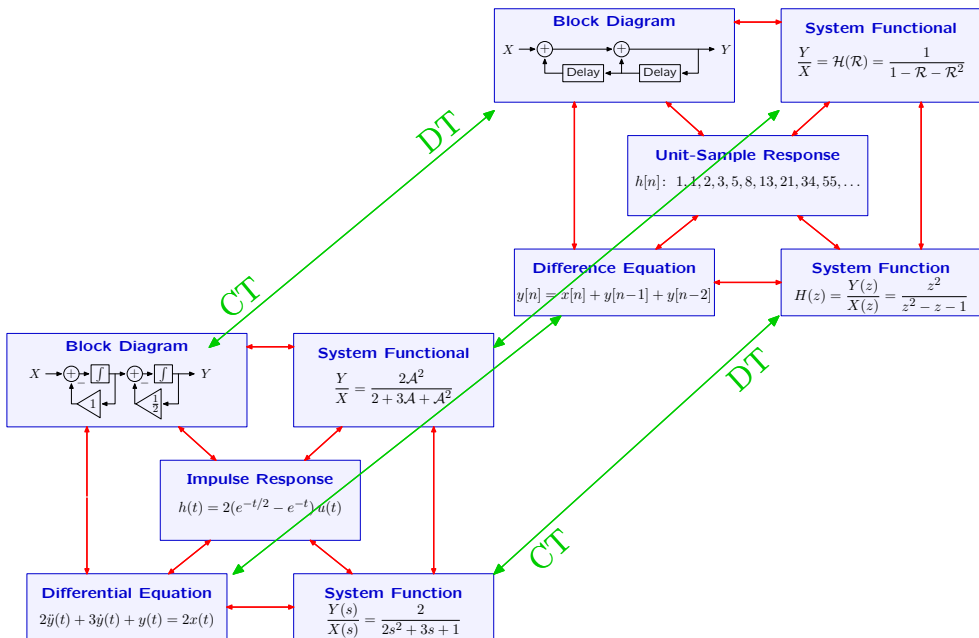 Block Diagram
X + + Y
Delay Delay
System Functional
Y/X = ℋ(ℛ) = 1/(1 − ℛ − ℛ²)
DT
Unit-Sample Response
h[n]: 1, 1, 2, 3, 5, 8, 13, 21, 34, 55, . . .
Difference Equation
y[n] = x[n] + y[n−1] + y[n−2]
System Function
H(z) = Y(z)/X(z) = z²/(z² − z − 1)
CT
Block Diagram
X + − ∫ + − ∫ Y
1 1/2
System Functional
Y/X = 2𝒜²/(2 + 3𝒜 + 𝒜²)
DT
Impulse Response
h(t) = 2(e^{−t/2} − e^{−t}) u(t)
CT
Differential Equation
2ÿ(t) + 3ẏ(t) + y(t) = 2x(t)
System Function
Y(s)/X(s) = 2/(2s² + 3s + 1)